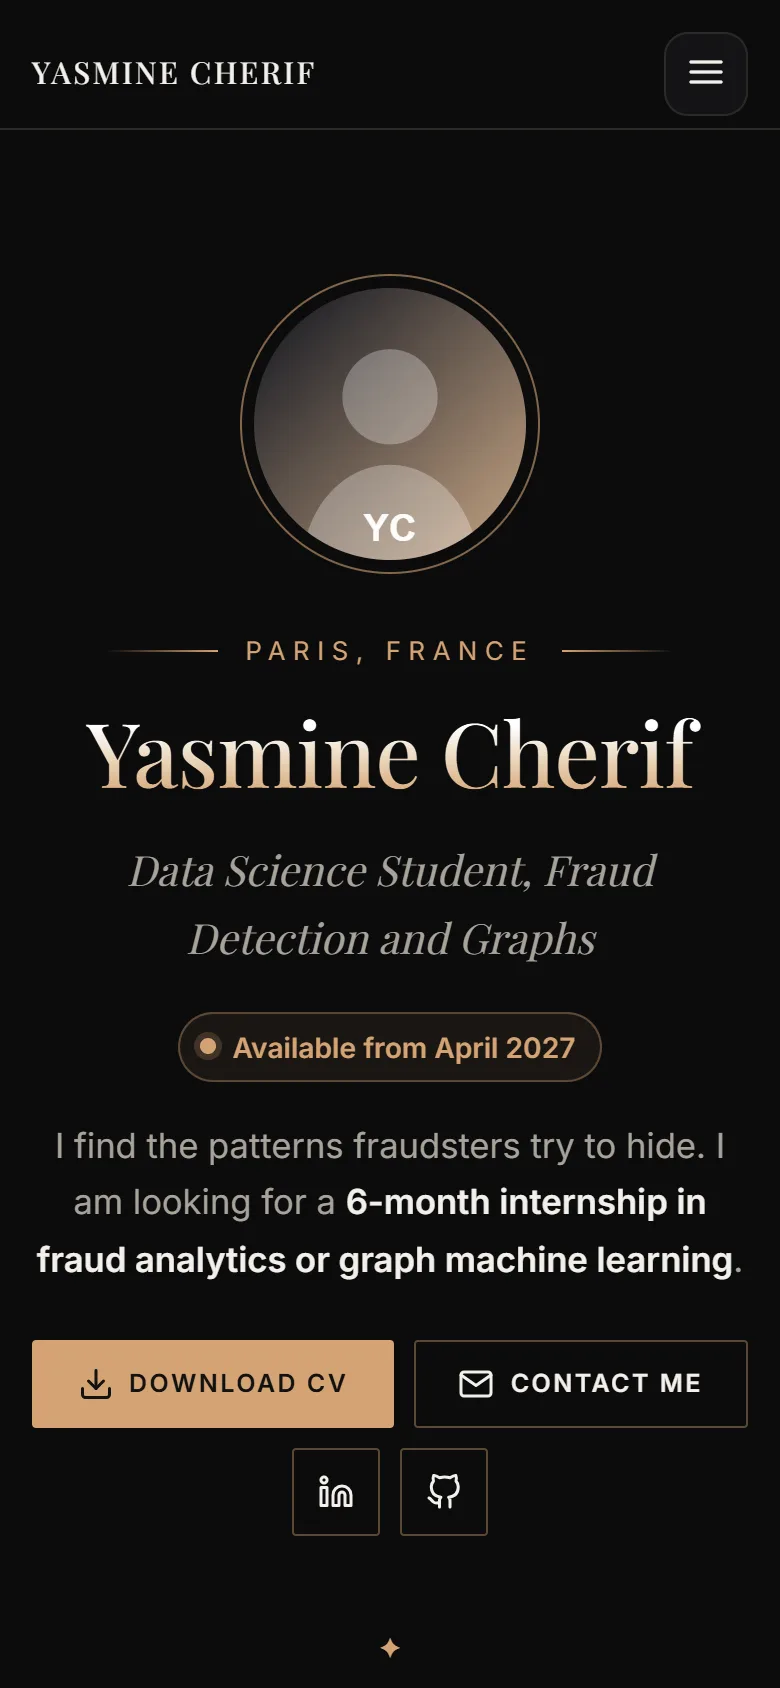 YASMINE CHERIF
YC
PARIS, FRANCE
Yasmine Cherif
Data Science Student, Fraud
Detection and Graphs
Available from April 2027
I find the patterns fraudsters try to hide. I
am looking for a 6-month internship in
fraud analytics or graph machine learning.
DOWNLOAD CV
CONTACT ME
in